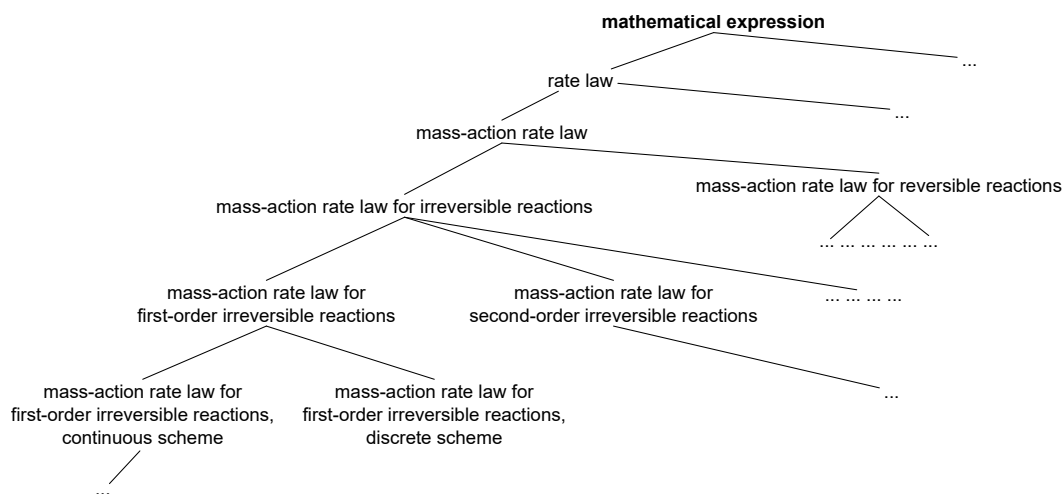 mathematical expression
...
rate law
...
mass-action rate law
mass-action rate law for reversible reactions
mass-action rate law for irreversible reactions
... ... ... ... ... ...
mass-action rate law for
first-order irreversible reactions
mass-action rate law for
second-order irreversible reactions
... ... ... ...
mass-action rate law for
first-order irreversible reactions,
continuous scheme
mass-action rate law for
first-order irreversible reactions,
discrete scheme
...
...